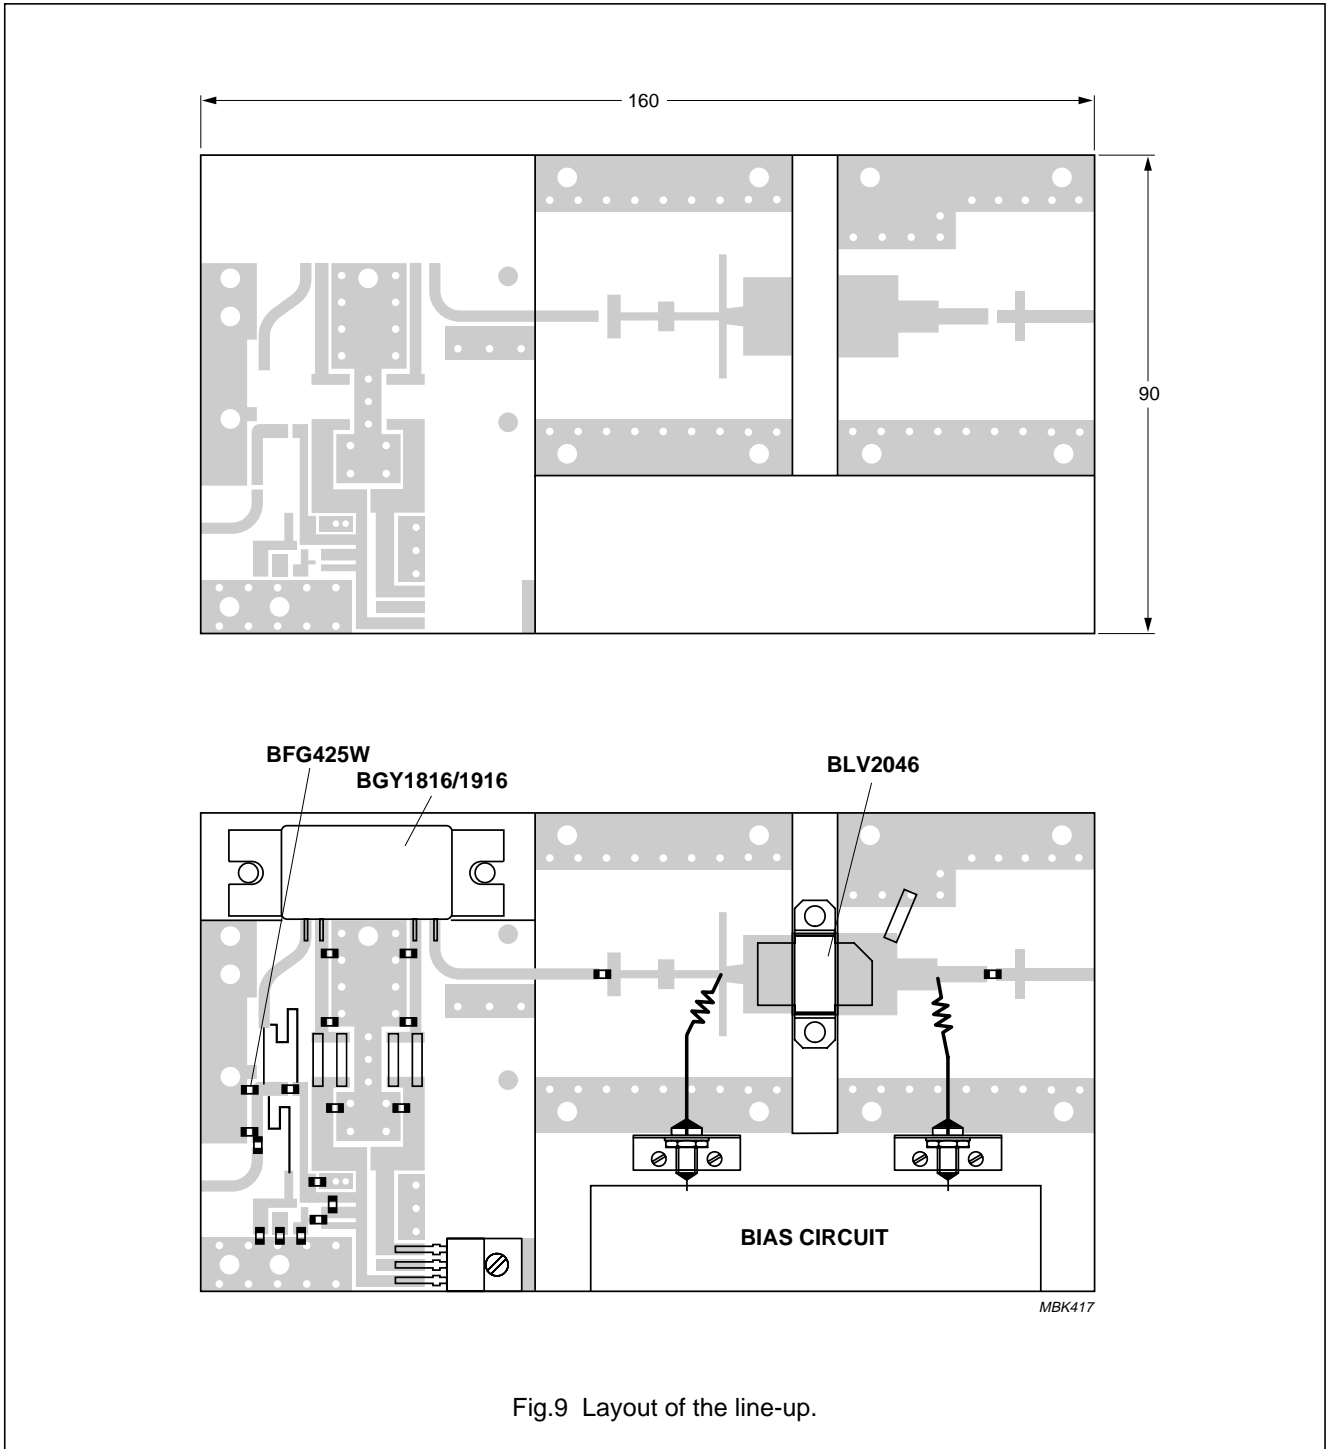 160
90
BFG425W
BGY1816/1916
BLV2046
BIAS CIRCUIT
MBK417
Fig.9 Layout of the line-up.